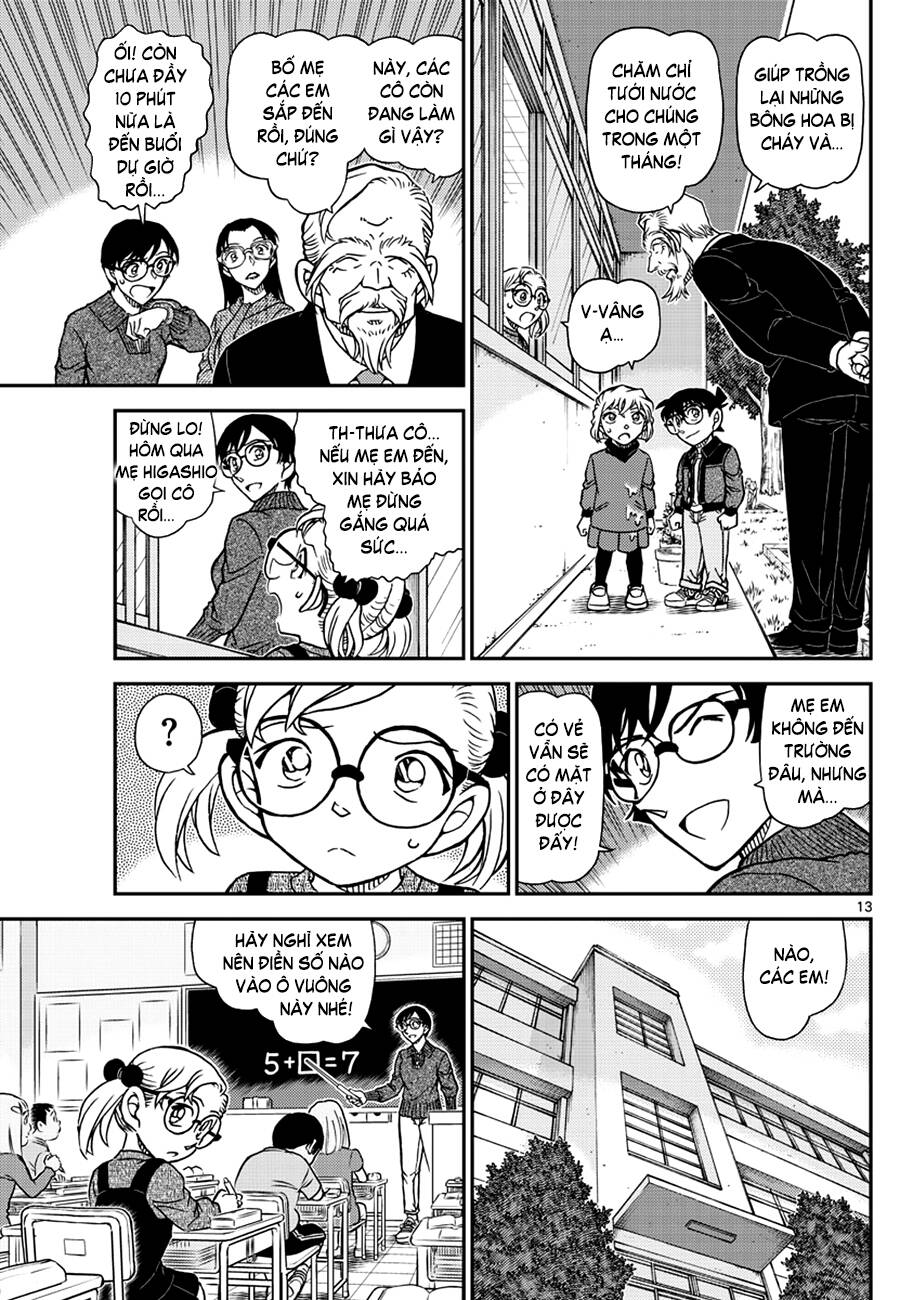 GIÚP TRỒNG
LẠI NHỮNG
BÔNG HOA BỊ
CHÁY VÀ...
CHĂM CHỈ
TƯỚI NƯỚC
CHO CHÚNG
TRONG MỘT
THÁNG!
V-VÂNG
Ạ...
NÀY, CÁC
CÔ CÒN
ĐANG LÀM
GÌ VẬY?
BỐ MẸ
CÁC EM
SẮP ĐẾN
RỒI, ĐÚNG
CHỨ?
ỐI! CÒN
CHƯA ĐẦY
10 PHÚT
NỮA LÀ
ĐẾN BUỔI
DỰ GIỜ
RỒI...
TH-THƯA CÔ...
NẾU MẸ EM ĐẾN,
XIN HÃY BẢO
MẸ ĐỪNG
GẮNG QUÁ
SỨC...
ĐỪNG LO!
HÔM QUA
MẸ HIGASHIO
GỌI CÔ
RỒI...
MẸ EM
KHÔNG ĐẾN
TRƯỜNG
ĐÂU, NHƯNG
MÀ...
CÓ VẺ
VẪN SẼ
CÓ MẶT
Ở ĐÂY
ĐƯỢC
ĐẤY!
?
13
NÀO,
CÁC EM!
HÃY NGHĨ XEM
NÊN ĐIỀN SỐ NÀO
VÀO Ô VUÔNG
NÀY NHÉ!
5+□=7